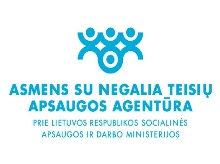 ASMENS SU NEGALIA TEISIŲ
APSAUGOS AGENTŪRA
PRIE LIETUVOS RESPUBLIKOS SOCIALINĖS
APSAUGOS IR DARBO MINISTERIJOS